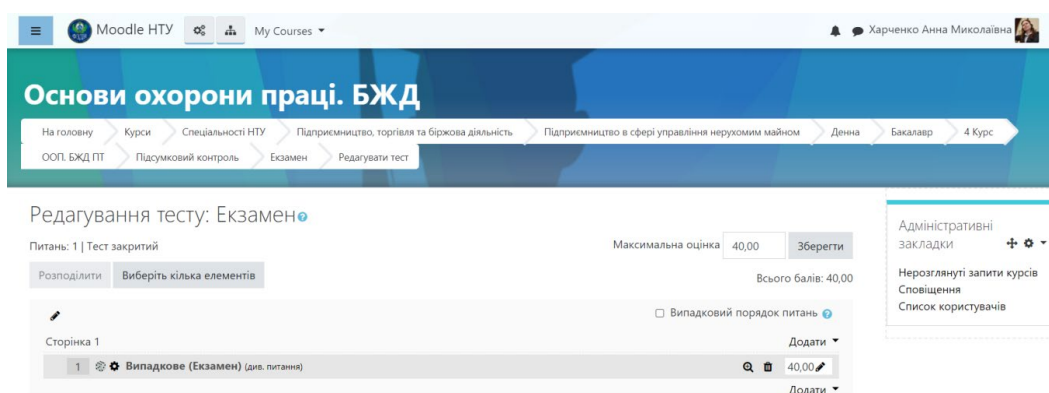 Moodle НТУ My Courses Харченко Анна Миколаївна
Основи охорони праці. БЖД
На головну Курси Спеціальності НТУ Підприємництво, торгівля та біржова діяльність Підприємництво в сфері управління нерухомим майном Денна Бакалавр 4 Курс
ООП. БЖД ПТ Підсумковий контроль Екзамен Редагувати тест
Редагування тесту: Екзамен
Адміністративні
закладки
Питань: 1 | Тест закритий Максимальна оцінка 40,00 Зберегти
Розподілити Виберіть кілька елементів Всього балів: 40,00
Нерозглянуті запити курсів
Сповіщення
Список користувачів
Випадковий порядок питань
Сторінка 1 Додати
1 Випадкове (Екзамен) (див. питання) 40,00
Додати